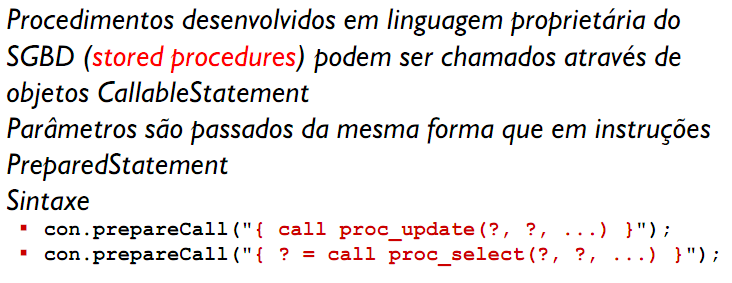 Procedimentos desenvolvidos em linguagem proprietária do
SGBD (stored procedures) podem ser chamados através de
objetos CallableStatement
Parâmetros são passados da mesma forma que em instruções
PreparedStatement
Sintaxe
▪ con.prepareCall("{ call proc_update(?, ?, ...) }");
▪ con.prepareCall("{ ? = call proc_select(?, ?, ...) }");